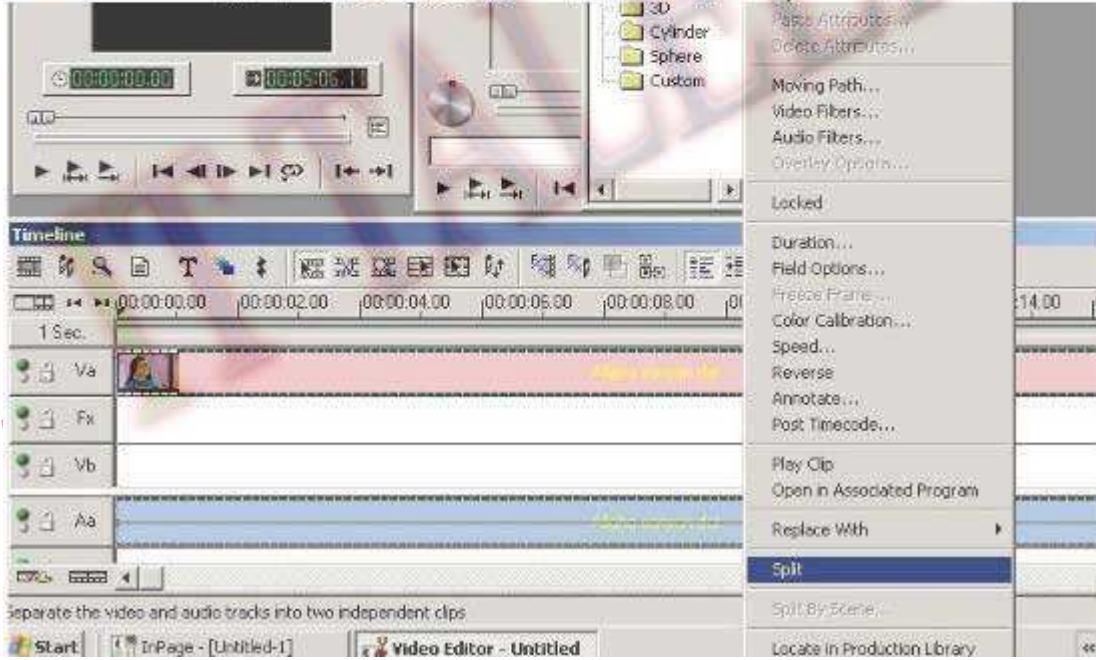 3D
Cylinder
Sphere
Custom
00:00:00.00
00:05:06.11
Paste Attributes...
Delete Attributes...
Moving Path...
Video Filters...
Audio Filters...
Overlay Options...
Locked
Duration...
Field Options...
Freeze Frame...
Color Calibration...
Speed...
Reverse
Annotate...
Post Timecode...
Play Clip
Open in Associated Program
Replace With
Split
Split By Scene...
Locate in Production Library
Timeline
00:00:00.00 00:00:02.00 00:00:04.00 00:00:06.00 00:00:08.00 :14.00
1 Sec.
Va
Fx
Vb
Aa
Separate the video and audio tracks into two independent clips
Start InPage - [Untitled-1] Video Editor - Untitled